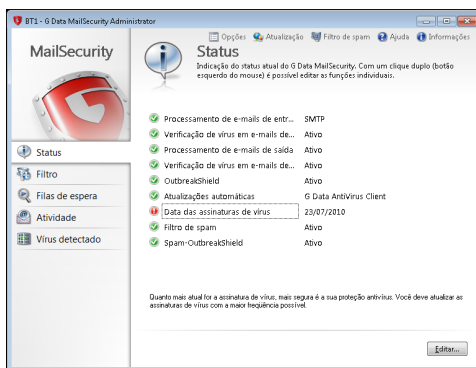 BT1 - G Data MailSecurity Administrator
Opções Atualização Filtro de spam Ajuda Informações
MailSecurity
Status
Indicação do status atual do G Data MailSecurity. Com um clique duplo (botão
esquerdo do mouse) é possível editar as funções individuais.
Status
Filtro
Filas de espera
Atividade
Vírus detectado
Processamento de e-mails de entr... SMTP
Verificação de vírus em e-mails de... Ativo
Processamento de e-mails de saída Ativo
Verificação de vírus em e-mails de... Ativo
OutbreakShield Ativo
Atualizações automáticas G Data AntiVirus Client
Data das assinaturas de vírus 23/07/2010
Filtro de spam Ativo
Spam-OutbreakShield Ativo
Quanto mais atual for a assinatura de vírus, mais segura é a sua proteção antivírus. Você deve atualizar as
assinaturas de vírus com a maior freqüência possível.
Editar...